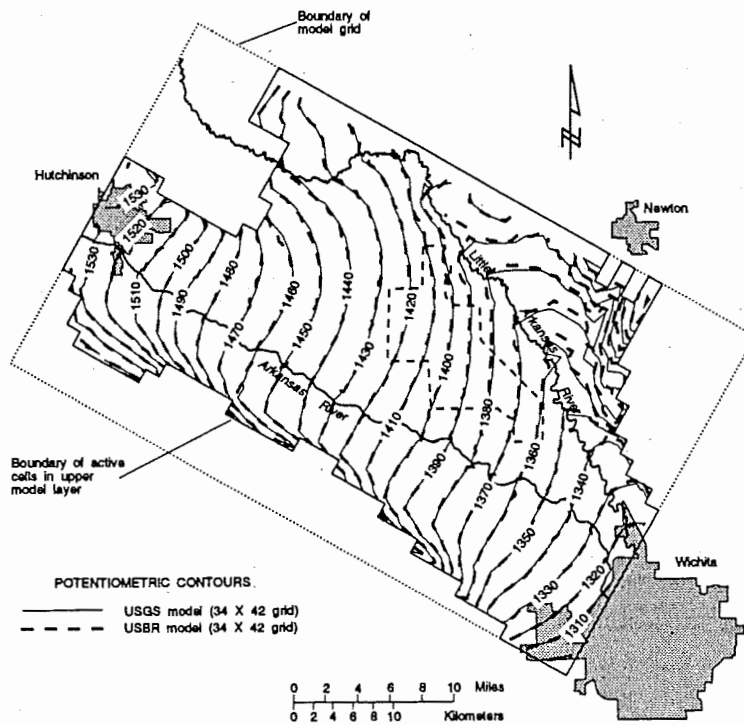 Boundary of
model grid
Hutchinson
Newton
1530
1520
1530
1500
1510
1490
1480
1470
1460
1450
1440
1430
1420
1410
1400
1390
1380
1370
1360
1350
1340
1330
1320
1310
Little
Arkansas
River
Arkansas
River
Boundary of active
cells in upper
model layer
Wichita
POTENTIOMETRIC CONTOURS
USGS model (34 X 42 grid)
USBR model (34 X 42 grid)
0 2 4 6 8 10 Miles
0 2 4 6 8 10 Kilometers